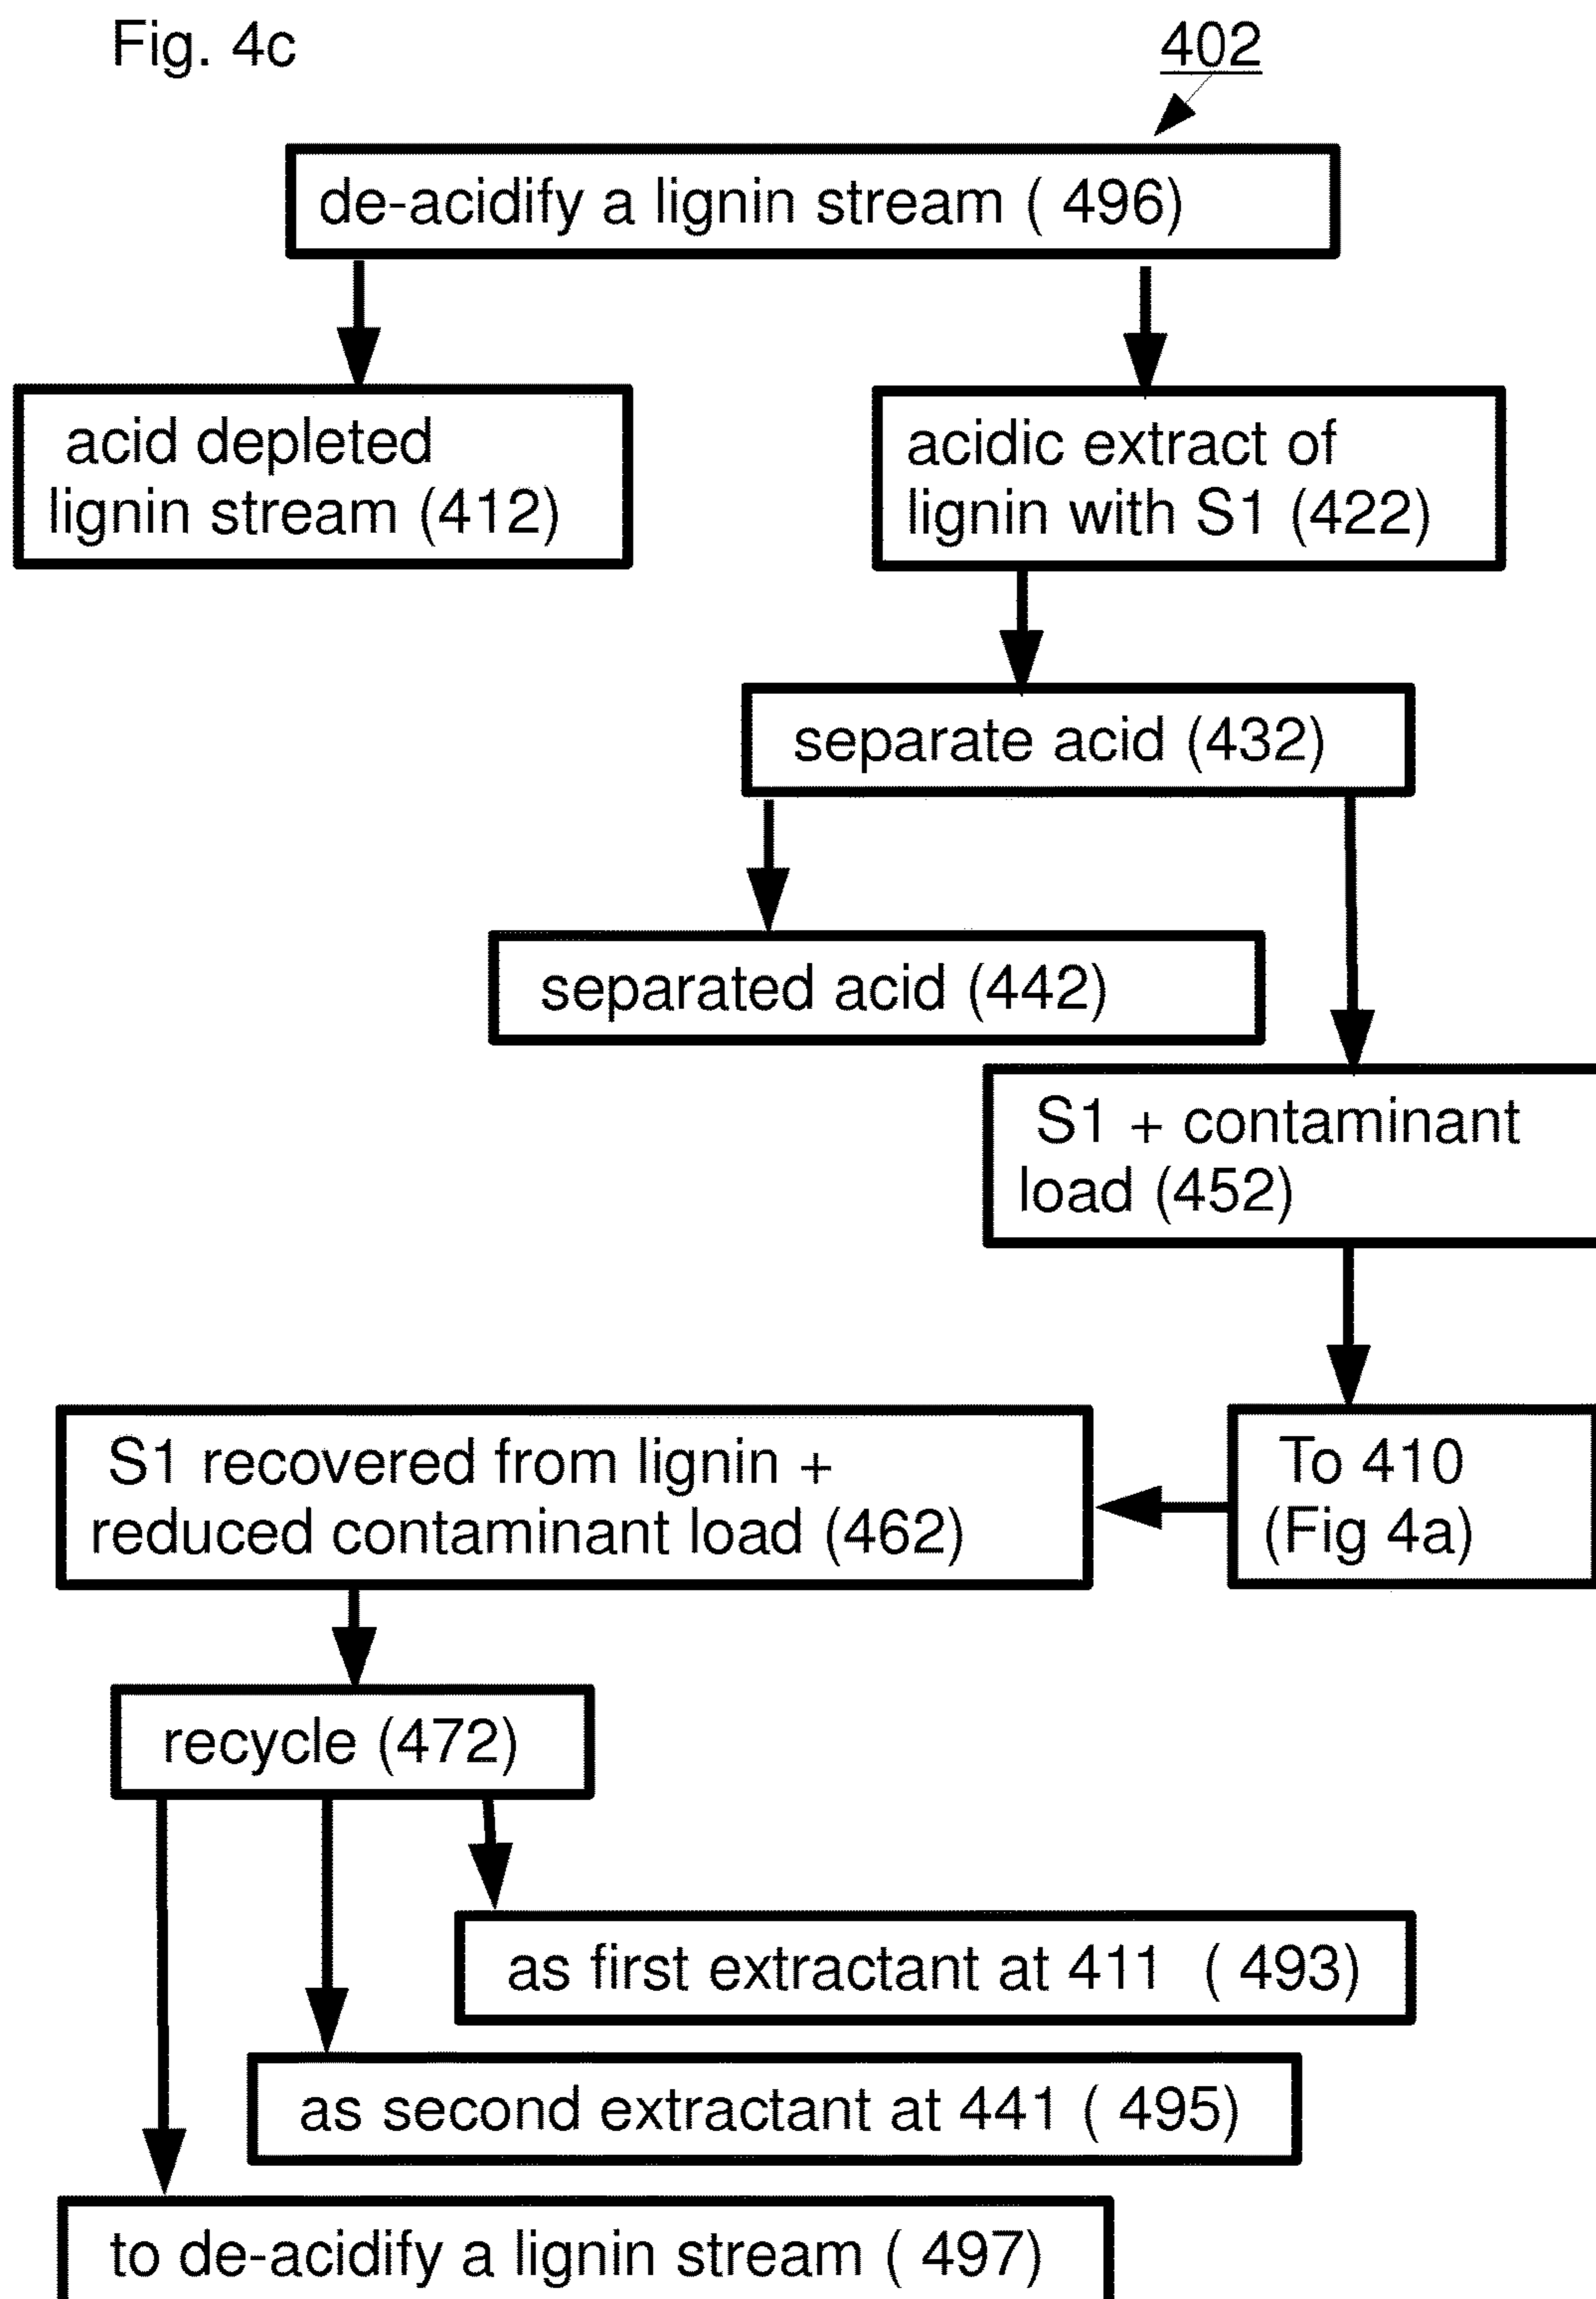 Fig. 4c
402
de-acidify a lignin stream ( 496)
acid depleted
lignin stream (412)
acidic extract of
lignin with S1 (422)
separate acid (432)
separated acid (442)
S1 + contaminant
load (452)
To 410
(Fig 4a)
S1 recovered from lignin +
reduced contaminant load (462)
recycle (472)
as first extractant at 411 ( 493)
as second extractant at 441 ( 495)
to de-acidify a lignin stream ( 497)